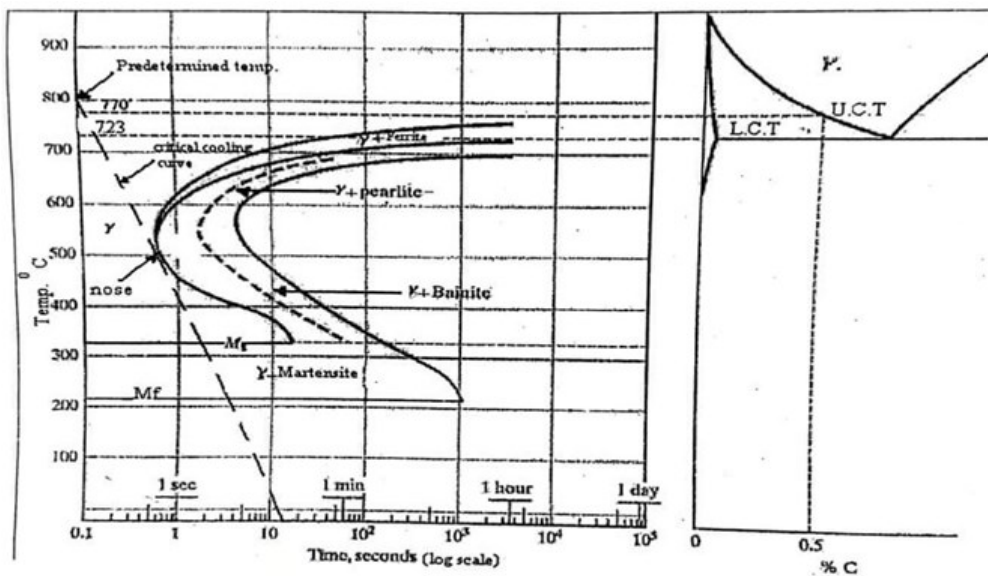 900
Predetermined temp.
800
770
723
critical cooling
curve
700
γ + Ferrite
γ+ pearlite
600
γ
500
nose
γ+ Bainite
400
Ms
300
γ_Martensite
Mf
200
100
Temp. °C
1 sec
1 min
1 hour
1 day
0.1
1
10
10²
10³
10⁴
10⁵
Time, seconds (log scale)
γ.
U.C.T
L.C.T
0
0.5
% C